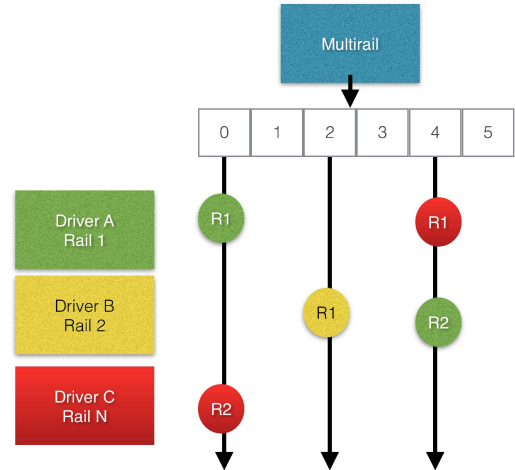 Multirail
0 1 2 3 4 5
Driver A
Rail 1
R1
R1
Driver B
Rail 2
R1
R2
Driver C
Rail N
R2